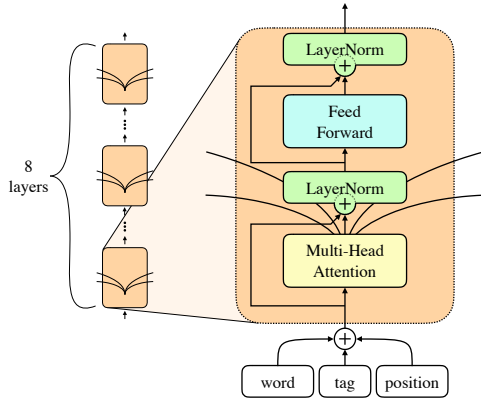 8
layers
LayerNorm
+
Feed
Forward
LayerNorm
+
Multi-Head
Attention
+
word
tag
position